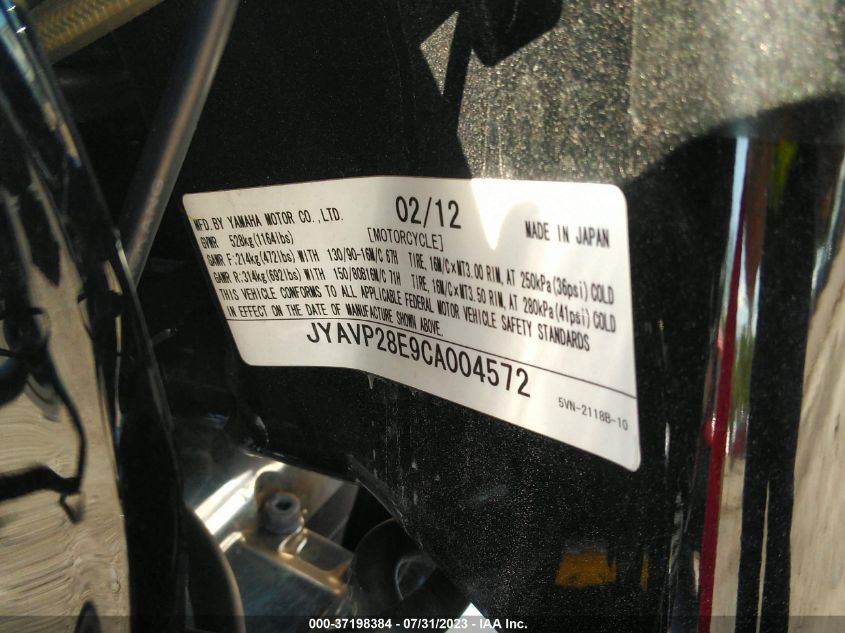 MFD.BY YAMAHA MOTOR CO.,LTD. 02/12 MADE IN JAPAN
GVWR 528kg(1164lbs) [MOTORCYCLE]
GAWR F:214kg(472lbs) WITH 130/90-16M/C 67H TIRE, 16M/C×MT3.00 RIM, AT 250kPa(36psi) COLD
GAWR R:314kg(692lbs) WITH 150/80B16M/C 71H TIRE, 16M/C×MT3.50 RIM, AT 280kPa(41psi) COLD
THIS VEHICLE CONFORMS TO ALL APPLICABLE FEDERAL MOTOR VEHICLE SAFETY STANDARDS
IN EFFECT ON THE DATE OF MANUFACTURE SHOWN ABOVE.
JYAVP28E9CA004572
5VN-2118B-10
000-37198384 - 07/31/2023 - IAA Inc.